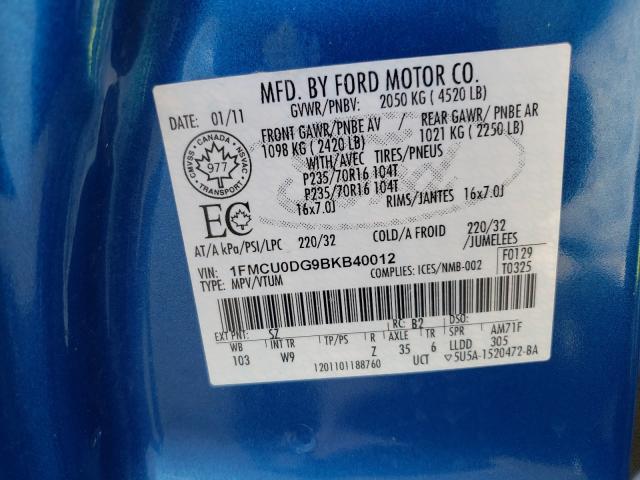 MFD. BY FORD MOTOR CO.
DATE: 01/11
GVWR/PNBV: 2050 KG ( 4520 LB)
FRONT GAWR/PNBE AV / REAR GAWR/ PNBE AR
1098 KG ( 2420 LB) 1021 KG ( 2250 LB)
WITH/AVEC TIRES/PNEUS
P235/70R16 104T
P235/70R16 104T
16x7.0J RIMS/JANTES 16x7.0J
CMVSS · CANADA · NSVAC
977
TRANSPORT
EC
AT/A kPa/PSI/LPC 220/32 COLD/A FROID 220/32 /JUMELEES
VIN: 1FMCU0DG9BKB40012
TYPE: MPV/VTUM COMPLIES: ICES/NMB-002
F0129
T0325
EXT PNT: SZ RC: B2 DSO:
WB INT TR TP/PS R AXLE TR SPR AM71F
103 W9 Z 35 6 LLDD 305
1201101188760 UCT 5U5A-1520472-BA